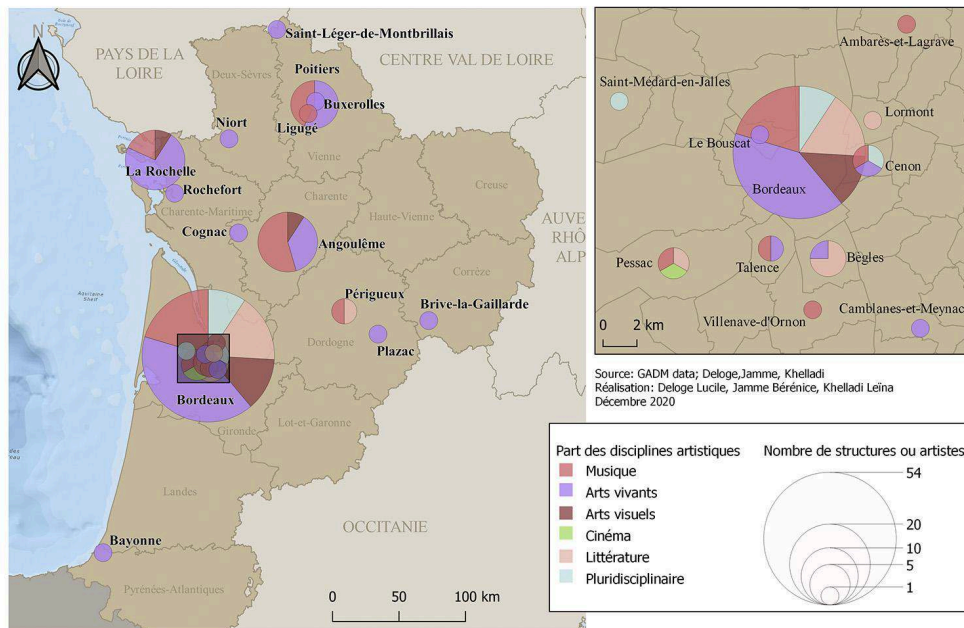 N
PAYS DE LA
LOIRE
Saint-Léger-de-Montbrillais
CENTRE VAL DE LOIRE
Deux-Sèvres
Poitiers
Buxerolles
Ligugé
Niort
Vienne
La Rochelle
Rochefort
Charente-Maritime
Charente
Creuse
Haute-Vienne
Cognac
Angoulême
AUVE
RHÔ
ALP
Corrèze
Périgueux
Brive-la-Gaillarde
Dordogne
Plazac
Bordeaux
Gironde
Lot-et-Garonne
Landes
OCCITANIE
Bayonne
Pyrénées-Atlantiques
0 50 100 km
Ambarès-et-Lagrave
Saint-Médard-en-Jalles
Lormont
Le Bouscat
Cenon
Bordeaux
Pessac
Talence
Bègles
Villenave-d'Ornon
Camblanes-et-Meynac
0 2 km
Source: GADM data; Deloge,Jamme, Khelladi
Réalisation: Deloge Lucile, Jamme Bérénice, Khelladi Leïna
Décembre 2020
Part des disciplines artistiques
Musique
Arts vivants
Arts visuels
Cinéma
Littérature
Pluridisciplinaire
Nombre de structures ou artistes
54
20
10
5
1